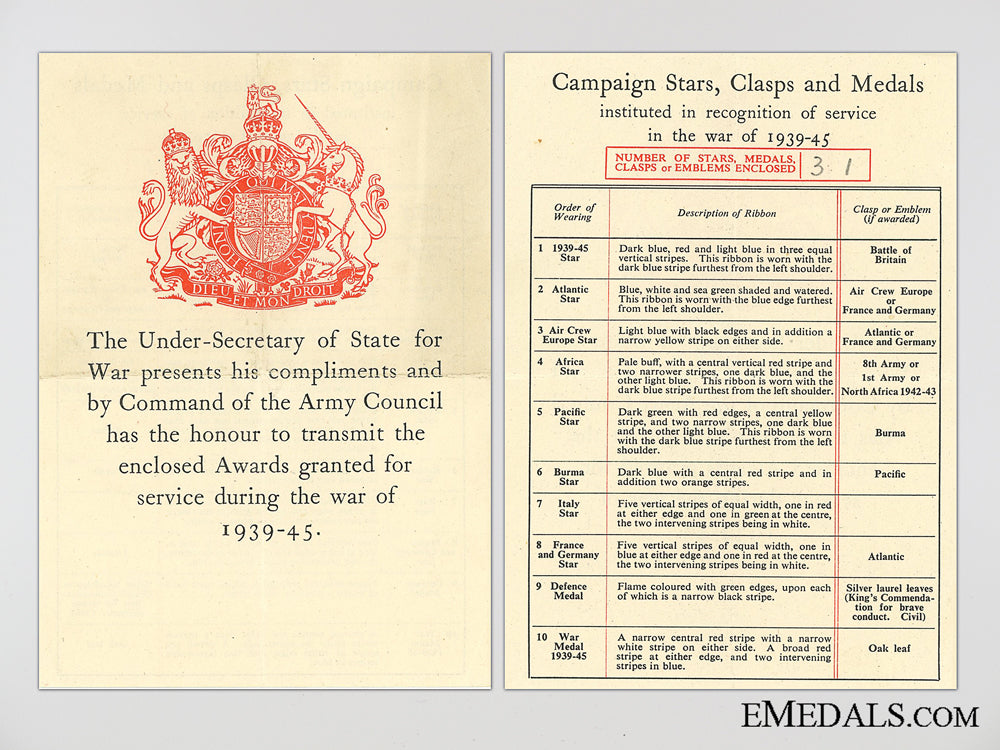 HONI SOIT QUI MAL Y PENSE
DIEU ET MON DROIT
The Under-Secretary of State for
War presents his compliments and
by Command of the Army Council
has the honour to transmit the
enclosed Awards granted for
service during the war of
1939-45.
Campaign Stars, Clasps and Medals
instituted in recognition of service
in the war of 1939-45
NUMBER OF STARS, MEDALS,
CLASPS or EMBLEMS ENCLOSED
3 1
Order of
Wearing
Description of Ribbon
Clasp or Emblem
(if awarded)
1 1939-45
Star
Dark blue, red and light blue in three equal
vertical stripes. This ribbon is worn with the
dark blue stripe furthest from the left shoulder.
Battle of
Britain
2 Atlantic
Star
Blue, white and sea green shaded and watered.
This ribbon is worn with the blue edge furthest
from the left shoulder.
Air Crew Europe
or
France and Germany
3 Air Crew
Europe Star
Light blue with black edges and in addition a
narrow yellow stripe on either side.
Atlantic or
France and Germany
4 Africa
Star
Pale buff, with a central vertical red stripe and
two narrower stripes, one dark blue, and the
other light blue. This ribbon is worn with the
dark blue stripe furthest from the left shoulder.
8th Army or
1st Army or
North Africa 1942-43
5 Pacific
Star
Dark green with red edges, a central yellow
stripe, and two narrow stripes, one dark blue
and the other light blue. This ribbon is worn
with the dark blue stripe furthest from the left
shoulder.
Burma
6 Burma
Star
Dark blue with a central red stripe and in
addition two orange stripes.
Pacific
7 Italy
Star
Five vertical stripes of equal width, one in red
at either edge and one in green at the centre,
the two intervening stripes being in white.
8 France
and Germany
Star
Five vertical stripes of equal width, one in
blue at either edge and one in red at the centre,
the two intervening stripes being in white.
Atlantic
9 Defence
Medal
Flame coloured with green edges, upon each
of which is a narrow black stripe.
Silver laurel leaves
(King's Commenda-
tion for brave
conduct. Civil)
10 War
Medal
1939-45
A narrow central red stripe with a narrow
white stripe on either side. A broad red
stripe at either edge, and two intervening
stripes in blue.
Oak leaf
EMEDALS.COM